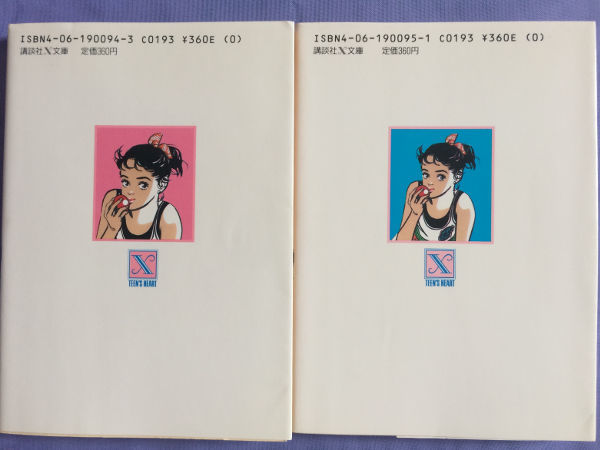 ISBN4-06-190094-3 C0193 ¥360E (0)
講談社X文庫 定価360円
X
TEEN'S HEART
ISBN4-06-190095-1 C0193 ¥360E (0)
講談社X文庫 定価360円
X
TEEN'S HEART